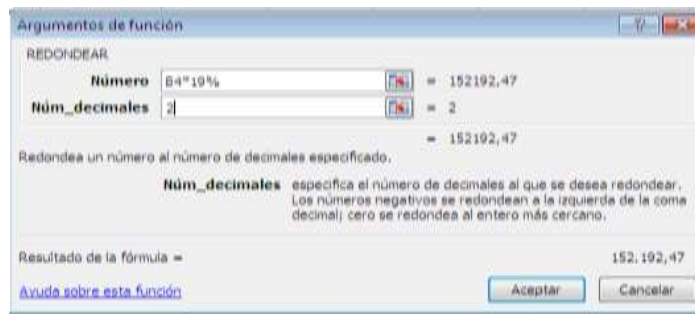 Argumentos de función
REDONDEAR
Número B4*19% = 152192,47
Núm_decimales 2 = 2
= 152192,47
Redondea un número al número de decimales especificado.
Núm_decimales especifica el número de decimales al que se desea redondear.
Los números negativos se redondean a la izquierda de la coma
decimal; cero se redondea al entero más cercano.
Resultado de la fórmula = 152.192,47
Ayuda sobre esta función Aceptar Cancelar